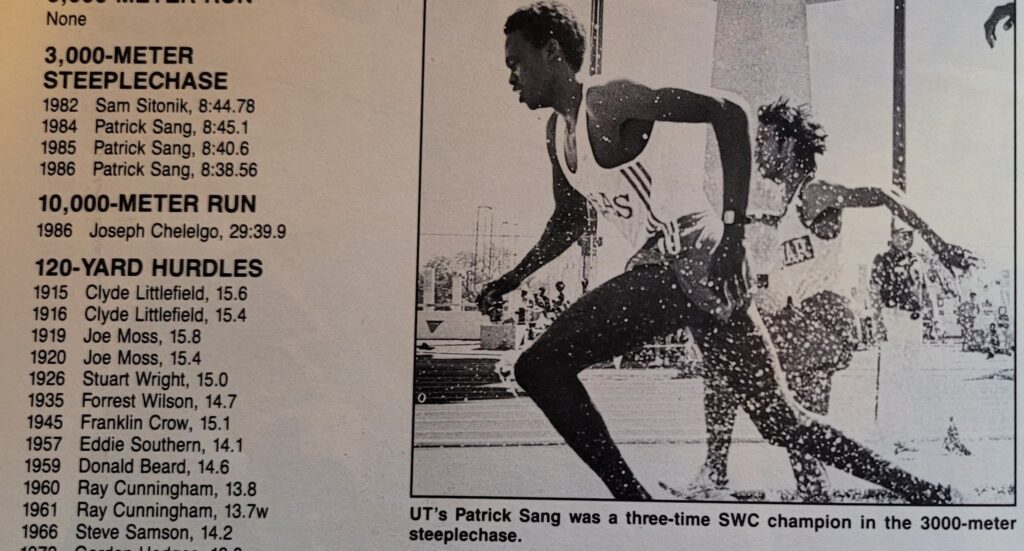 5,000-METER RUN
None
3,000-METER
STEEPLECHASE
1982 Sam Sitonik, 8:44.78
1984 Patrick Sang, 8:45.1
1985 Patrick Sang, 8:40.6
1986 Patrick Sang, 8:38.56
10,000-METER RUN
1986 Joseph Chelelgo, 29:39.9
120-YARD HURDLES
1915 Clyde Littlefield, 15.6
1916 Clyde Littlefield, 15.4
1919 Joe Moss, 15.8
1920 Joe Moss, 15.4
1926 Stuart Wright, 15.0
1935 Forrest Wilson, 14.7
1945 Franklin Crow, 15.1
1957 Eddie Southern, 14.1
1959 Donald Beard, 14.6
1960 Ray Cunningham, 13.8
1961 Ray Cunningham, 13.7w
1966 Steve Samson, 14.2
UT's Patrick Sang was a three-time SWC champion in the 3000-meter
steeplechase.